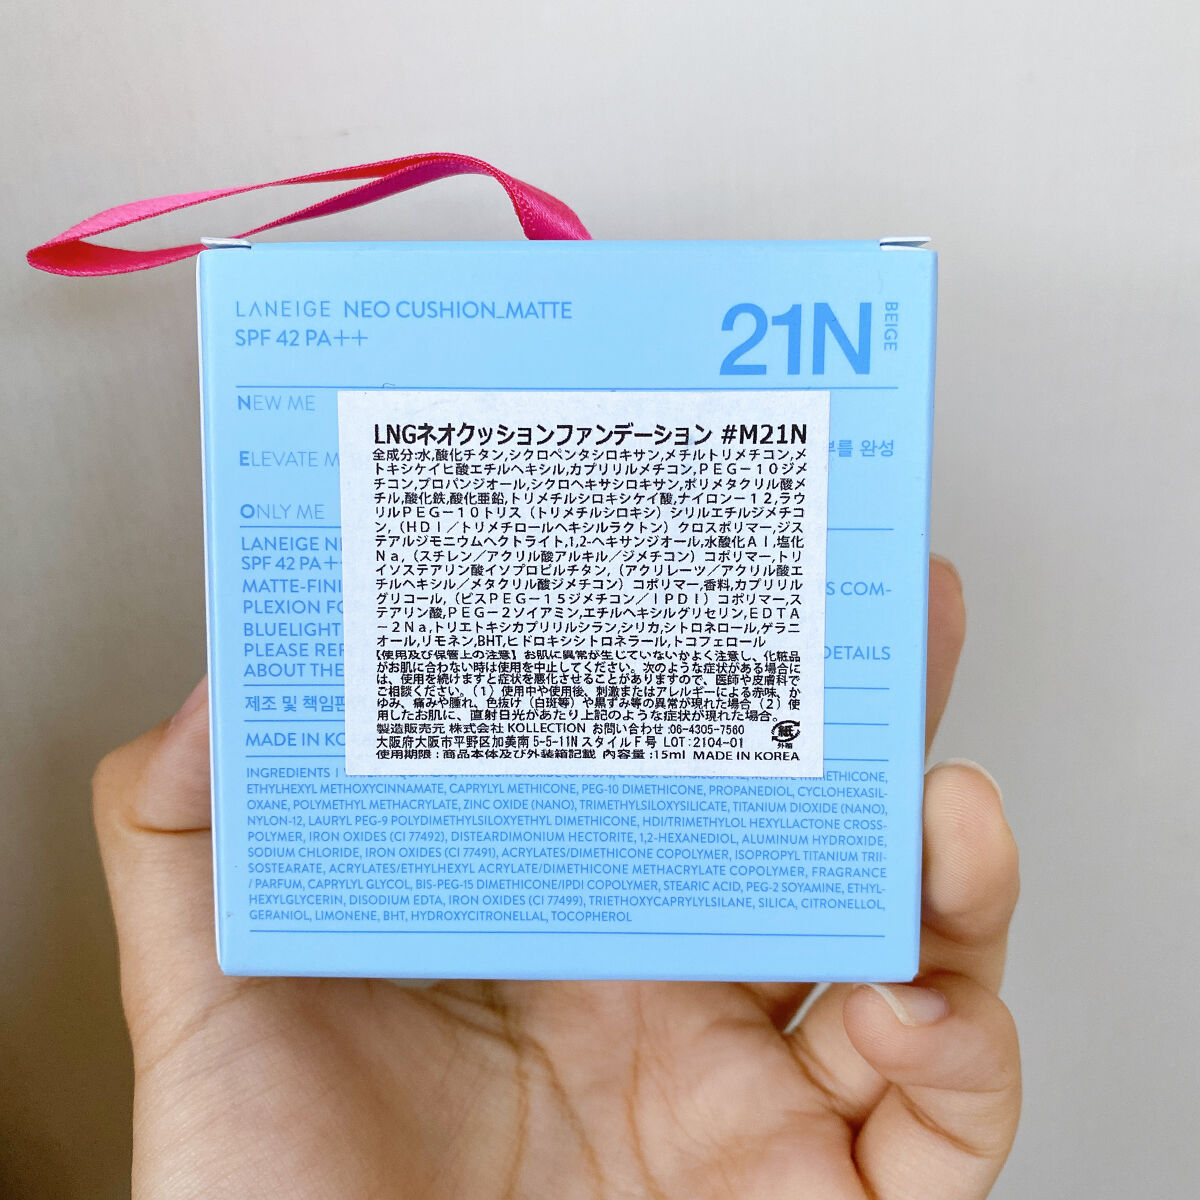 LANEIGE NEO CUSHION_MATTE
SPF 42 PA++
21N
BEIGE
NEW ME
ELEVATE M
를 완성
ONLY ME
LANEIGE NE
SPF 42 PA+
MATTE-FINI
S COM-
PLEXION FO
BLUELIGHT
PLEASE REF
DETAILS
ABOUT THE
제조 및 책임판
MADE IN KO
LNGネオクッションファンデーション #M21N
全成分:水,酸化チタン,シクロペンタシロキサン,メチルトリメチコン,メ
トキシケイヒ酸エチルヘキシル,カプリリルメチコン,PEG-10ジメ
チコン,プロパンジオール,シクロヘキサシロキサン,ポリメタクリル酸メ
チル,酸化鉄,酸化亜鉛,トリメチルシロキシケイ酸,ナイロン-12,ラウ
リルPEG-10トリス（トリメチルシロキシ）シリルエチルジメチコ
ン,（HDI／トリメチロールヘキシルラクトン）クロスポリマー,ジス
テアルジモニウムヘクトライト,1,2-ヘキサンジオール,水酸化Al,塩化
Na,（スチレン／アクリル酸アルキル／ジメチコン）コポリマー,トリ
イソステアリン酸イソプロピルチタン,（アクリレーツ／アクリル酸エ
チルヘキシル／メタクリル酸ジメチコン）コポリマー,香料,カプリリル
グリコール,（ビスPEG-15ジメチコン／IPDI）コポリマー,ス
テアリン酸,PEG-2ソイアミン,エチルヘキシルグリセリン,EDTA
-2Na,トリエトキシカプリリルシラン,シリカ,シトロネロール,ゲラニ
オール,リモネン,BHT,ヒドロキシシトロネラール,トコフェロール
【使用及び保管上の注意】お肌に異常が生じていないかよく注意し、化粧品
がお肌に合わない時は使用を中止してください。次のような症状がある場合に
は、使用を続けますと症状を悪化させることがありますので、医師や皮膚科で
ご相談ください。（1）使用中や使用後、刺激またはアレルギーによる赤味、か
ゆみ、痛みや腫れ、色抜け（白斑等）や黒ずみ等の異常が現れた場合（2）使
用したお肌に、直射日光があたり上記のような症状が現れた場合。
製造販売元 株式会社 KOLLECTION お問い合わせ:06-4305-7560
大阪府大阪市平野区加美南 5-5-11N スタイル F 号 LOT:2104-01
使用期限：商品本体及び外装箱記載 内容量:15ml MADE IN KOREA
紙
外箱
INGREDIENTS
METHICONE,
ETHYLHEXYL METHOXYCINNAMATE, CAPRYLYL METHICONE, PEG-10 DIMETHICONE, PROPANEDIOL, CYCLOHEXASIL-
OXANE, POLYMETHYL METHACRYLATE, ZINC OXIDE (NANO), TRIMETHYLSILOXYSILICATE, TITANIUM DIOXIDE (NANO),
NYLON-12, LAURYL PEG-9 POLYDIMETHYLSILOXYETHYL DIMETHICONE, HDI/TRIMETHYLOL HEXYLLACTONE CROSS-
POLYMER, IRON OXIDES (CI 77492), DISTEARDIMONIUM HECTORITE, 1,2-HEXANEDIOL, ALUMINUM HYDROXIDE,
SODIUM CHLORIDE, IRON OXIDES (CI 77491), ACRYLATES/DIMETHICONE COPOLYMER, ISOPROPYL TITANIUM TRII-
SOSTEARATE, ACRYLATES/ETHYLHEXYL ACRYLATE/DIMETHICONE METHACRYLATE COPOLYMER, FRAGRANCE
/ PARFUM, CAPRYLYL GLYCOL, BIS-PEG-15 DIMETHICONE/IPDI COPOLYMER, STEARIC ACID, PEG-2 SOYAMINE, ETHYL-
HEXYLGLYCERIN, DISODIUM EDTA, IRON OXIDES (CI 77499), TRIETHOXYCAPRYLYLSILANE, SILICA, CITRONELLOL,
GERANIOL, LIMONENE, BHT, HYDROXYCITRONELLAL, TOCOPHEROL